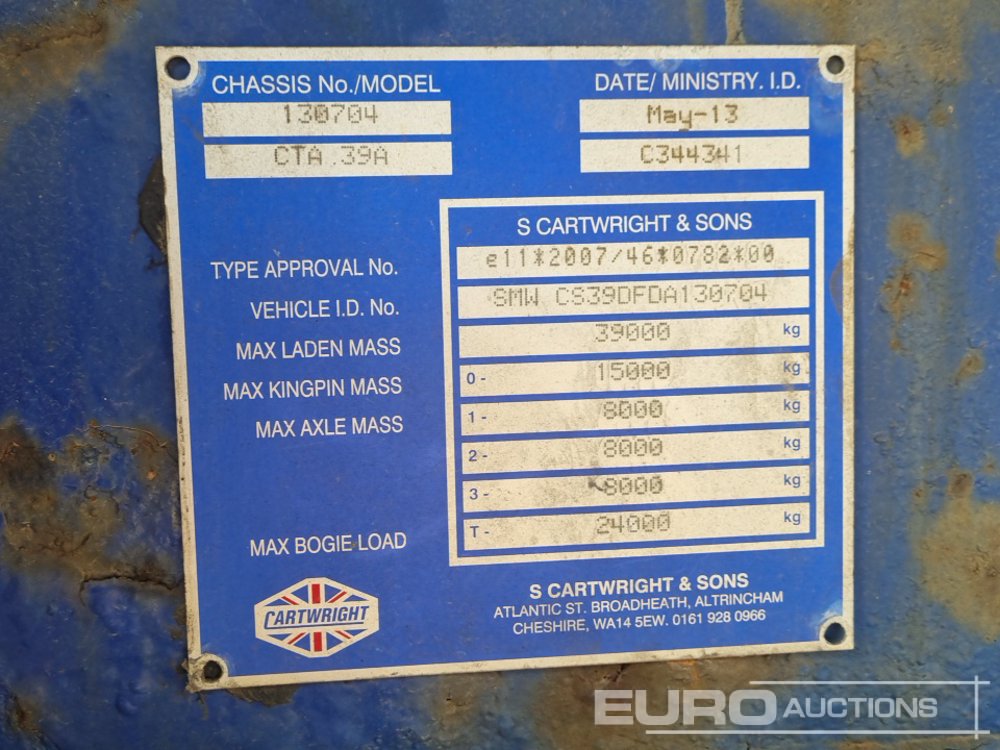 CHASSIS No./MODEL
130704
CTA 39A
DATE/ MINISTRY. I.D.
May-13
C344341
S CARTWRIGHT & SONS
TYPE APPROVAL No. e11*2007/46*0782*00
VEHICLE I.D. No. SMW CS39DFDA130704
MAX LADEN MASS 39000 kg
MAX KINGPIN MASS 0- 15000 kg
MAX AXLE MASS 1- 8000 kg
2- 8000 kg
3- 8000 kg
MAX BOGIE LOAD T- 24000 kg
CARTWRIGHT
S CARTWRIGHT & SONS
ATLANTIC ST. BROADHEATH, ALTRINCHAM
CHESHIRE, WA14 5EW. 0161 928 0966
EURO AUCTIONS